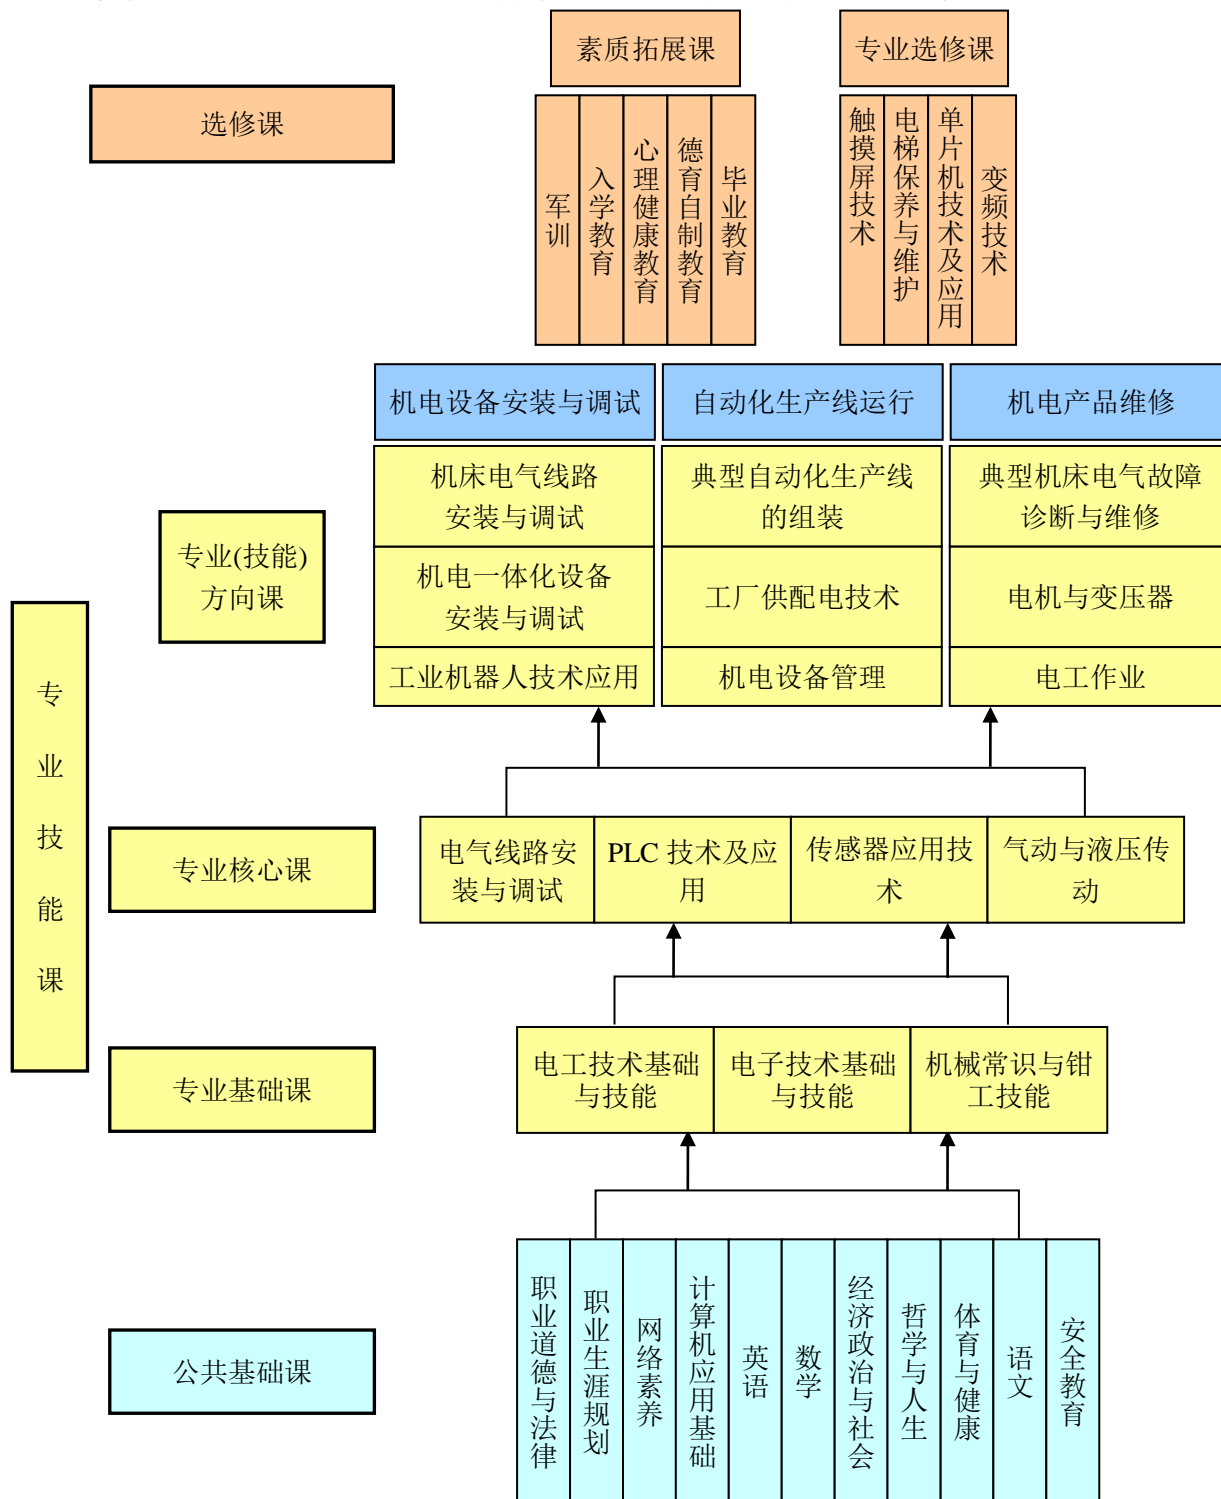 素质拓展课
专业选修课
选修课
军训
入学教育
心理健康教育
德育自制教育
毕业教育
触摸屏技术
电梯保养与维护
单片机技术及应用
变频技术
机电设备安装与调试
自动化生产线运行
机电产品维修
专业(技能)
方向课
机床电气线路
安装与调试
典型自动化生产线
的组装
典型机床电气故障
诊断与维修
机电一体化设备
安装与调试
工厂供配电技术
电机与变压器
工业机器人技术应用
机电设备管理
电工作业
专业技能课
专业核心课
电气线路安
装与调试
PLC 技术及应
用
传感器应用技
术
气动与液压传
动
专业基础课
电工技术基础
与技能
电子技术基础
与技能
机械常识与钳
工技能
公共基础课
职业道德与法律
职业生涯规划
网络素养
计算机应用基础
英语
数学
经济政治与社会
哲学与人生
体育与健康
语文
安全教育